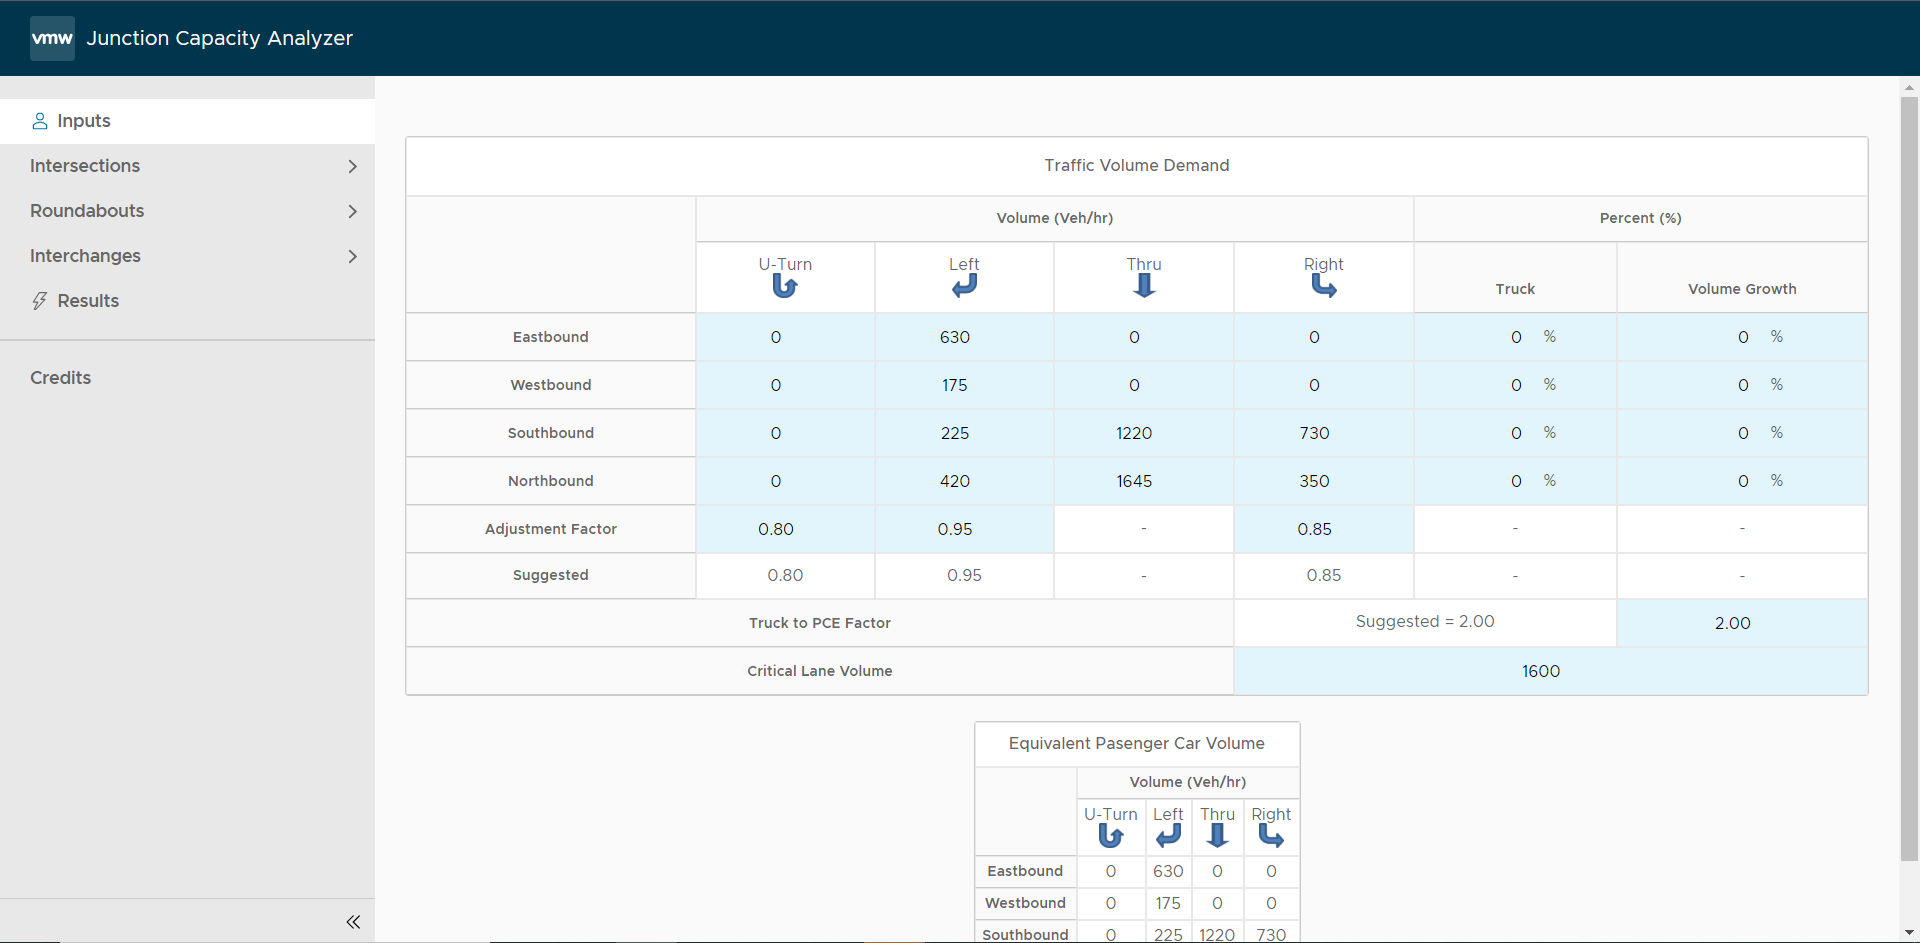 vmw Junction Capacity Analyzer
Inputs
Intersections
Roundabouts
Interchanges
Results
Credits
Traffic Volume Demand
Volume (Veh/hr) Percent (%)
U-Turn Left Thru Right Truck Volume Growth
Eastbound 0 630 0 0 0 % 0 %
Westbound 0 175 0 0 0 % 0 %
Southbound 0 225 1220 730 0 % 0 %
Northbound 0 420 1645 350 0 % 0 %
Adjustment Factor 0.80 0.95 - 0.85 - -
Suggested 0.80 0.95 - 0.85 - -
Truck to PCE Factor Suggested = 2.00 2.00
Critical Lane Volume 1600
Equivalent Pasenger Car Volume
Volume (Veh/hr)
U-Turn Left Thru Right
Eastbound 0 630 0 0
Westbound 0 175 0 0
Southbound 0 225 1220 730